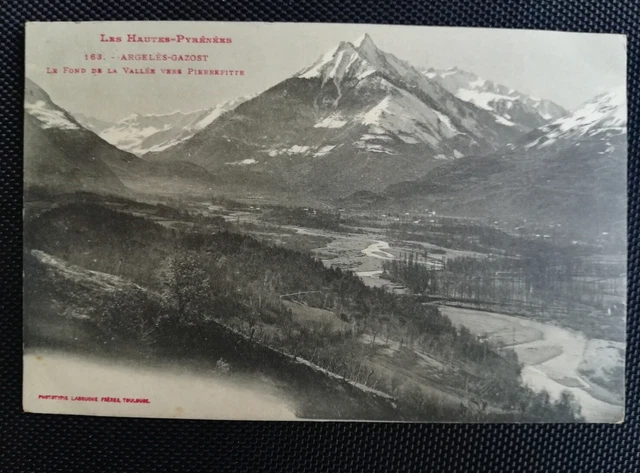 Les Hautes-Pyrénées
163. - ARGELÈS-GAZOST
Le Fond de la Vallée vers Pierrefitte
PHOTOTYPIE LABOUCHE FRÈRES, TOULOUSE.